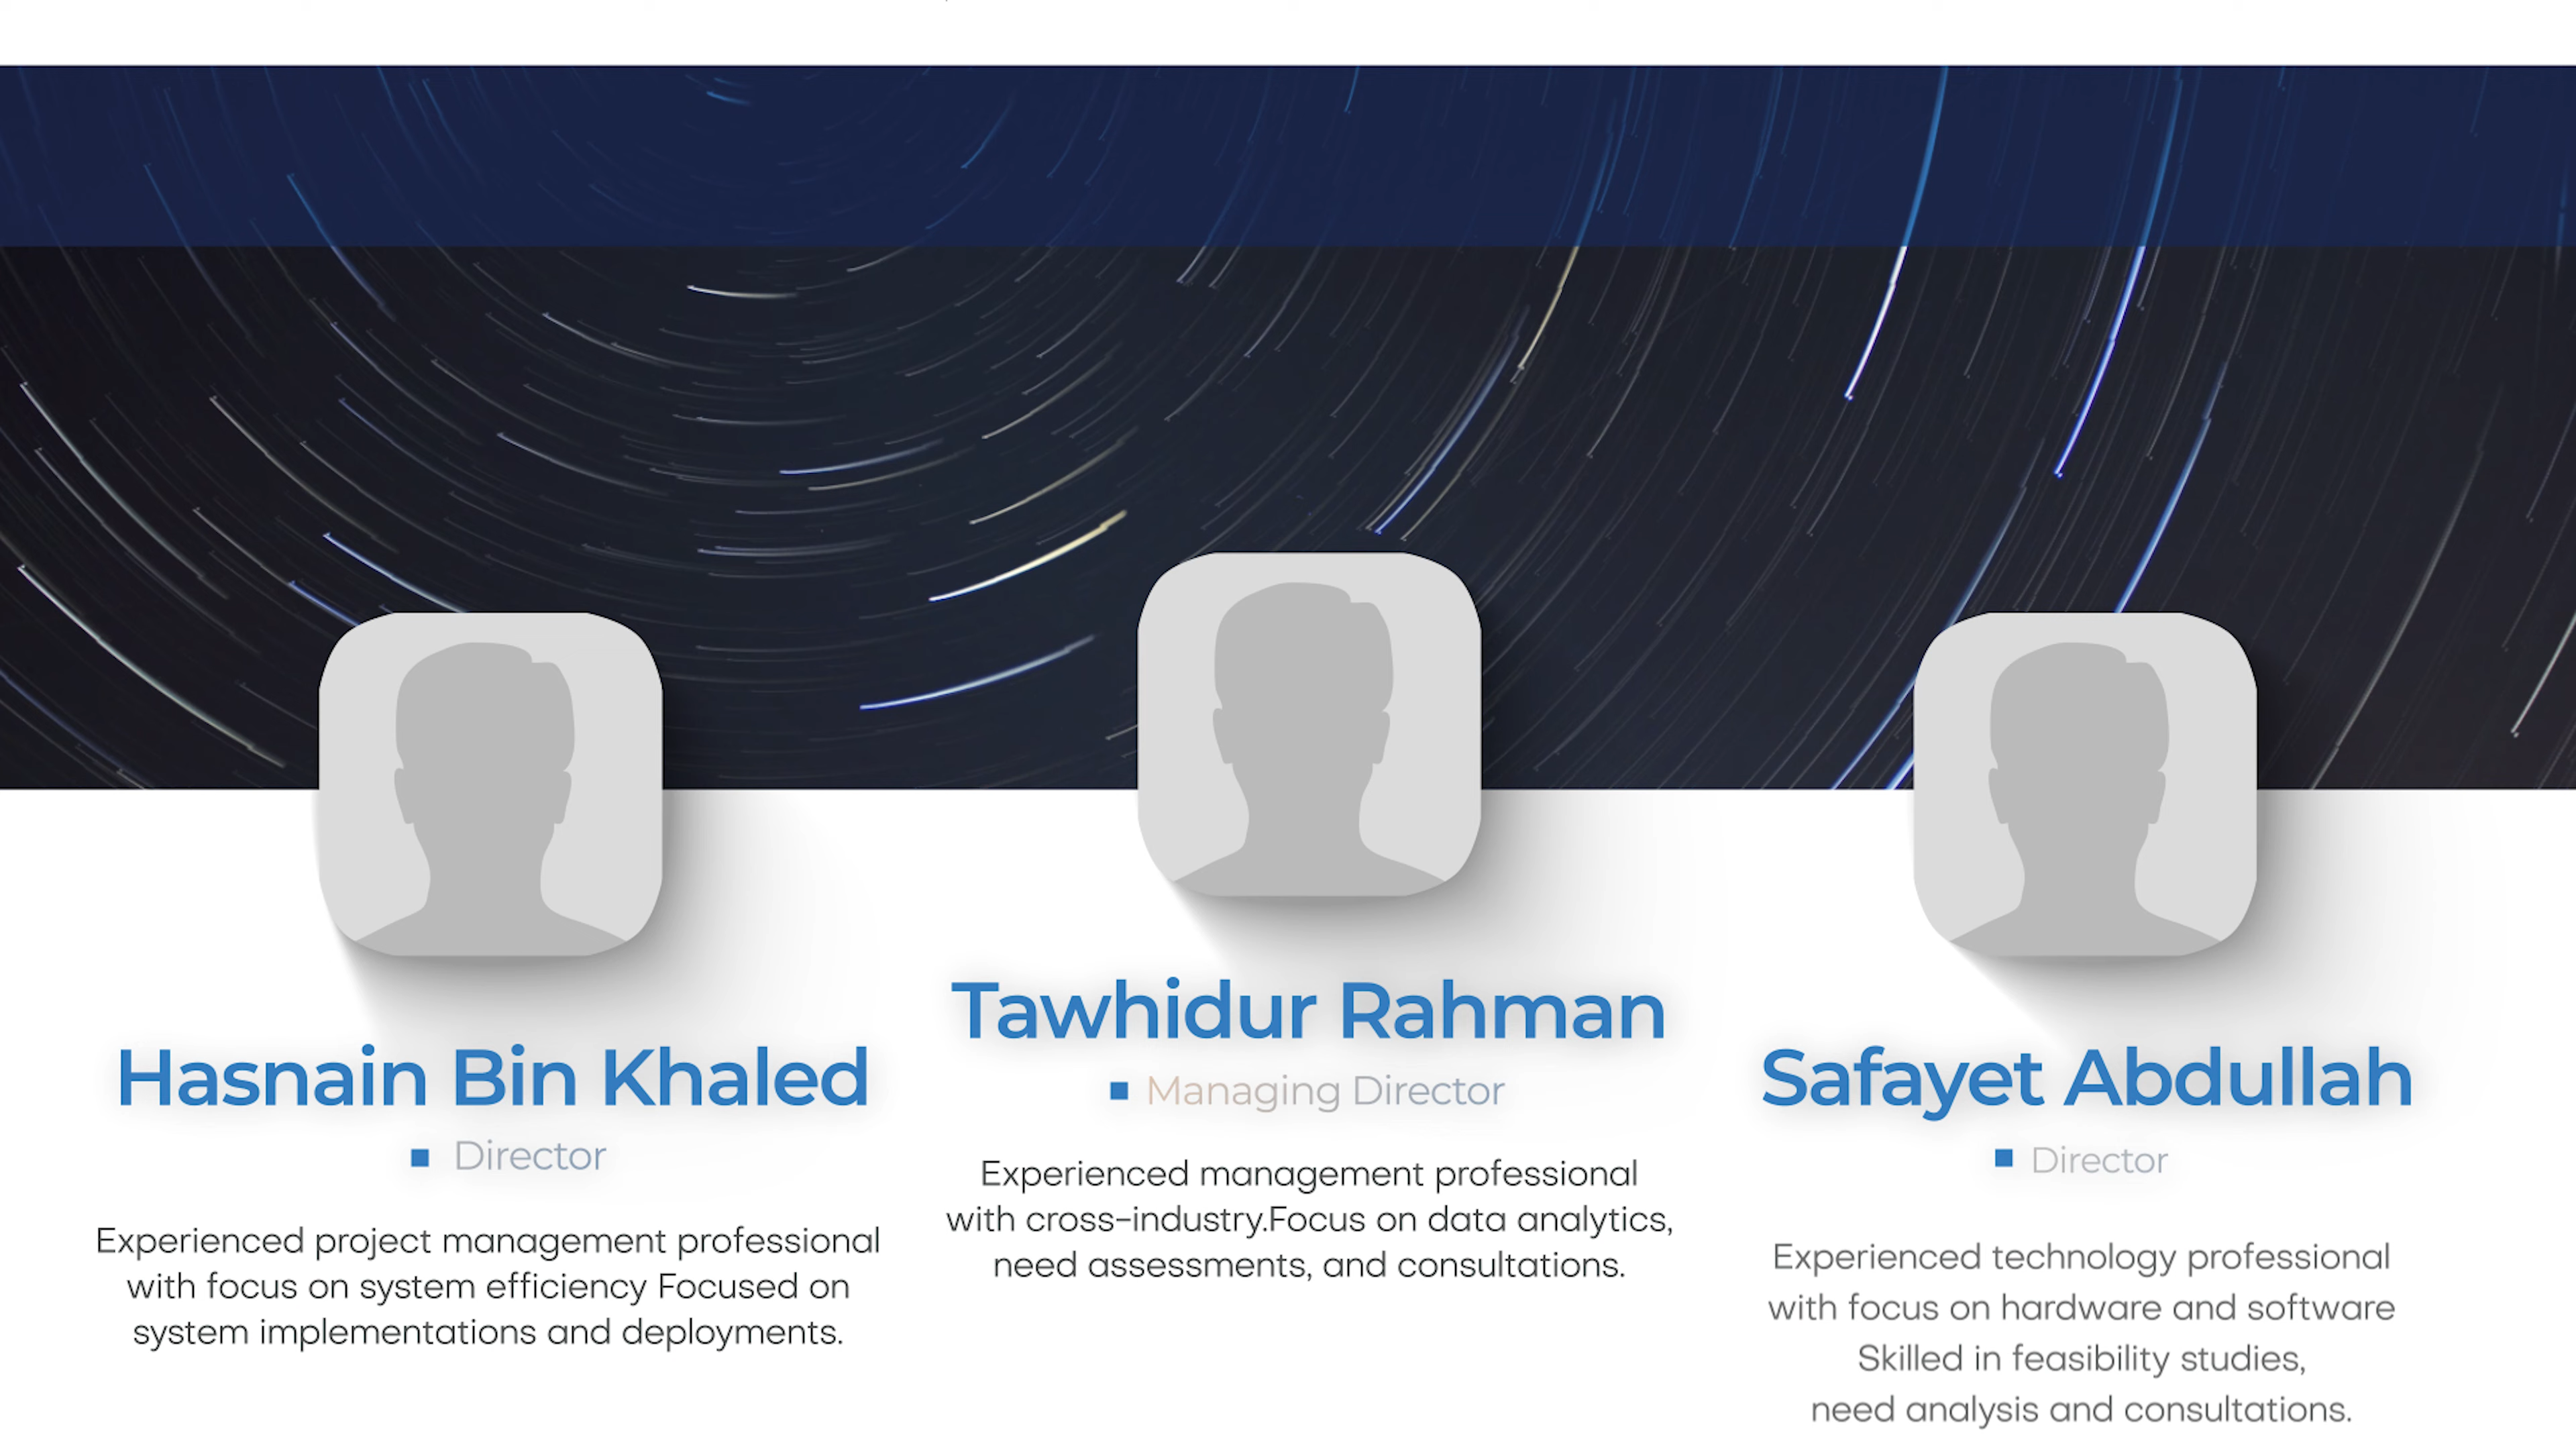 Hasnain Bin Khaled
Director
Experienced project management professional
with focus on system efficiency Focused on
system implementations and deployments.
Tawhidur Rahman
Managing Director
Experienced management professional
with cross-industry.Focus on data analytics,
need assessments, and consultations.
Safayet Abdullah
Director
Experienced technology professional
with focus on hardware and software
Skilled in feasibility studies,
need analysis and consultations.